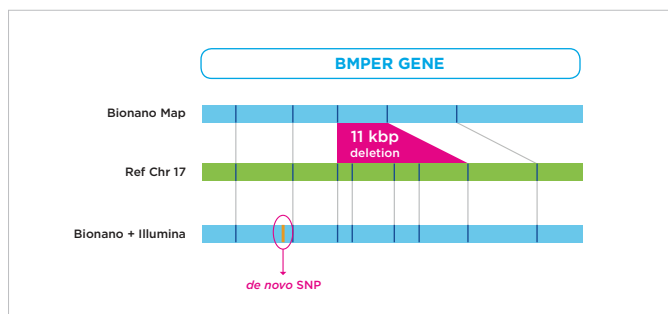 BMPER GENE
Bionano Map
11 kbp
deletion
Ref Chr 17
Bionano + Illumina
de novo SNP